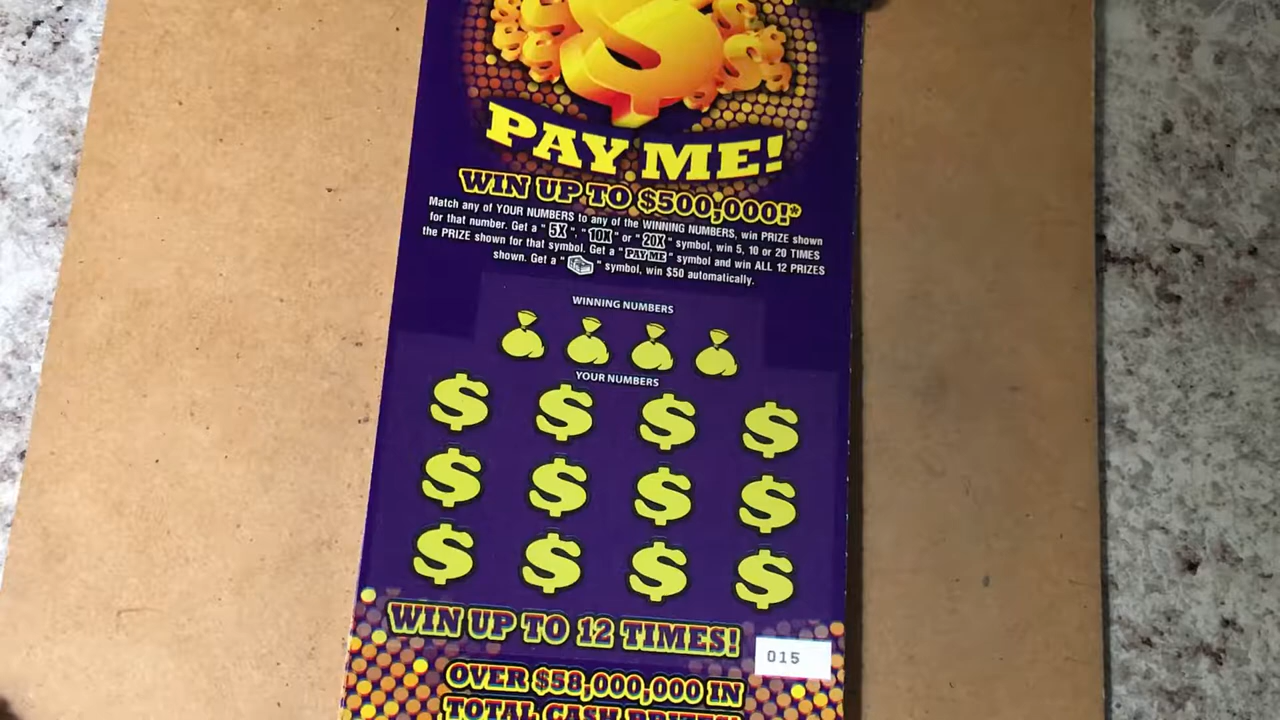 PAY ME!
WIN UP TO $500,000!*
Match any of YOUR NUMBERS to any of the WINNING NUMBERS, win PRIZE shown
for that number. Get a "5X", "10X" or "20X" symbol, win 5, 10 or 20 TIMES
the PRIZE shown for that symbol. Get a "PAY ME" symbol and win ALL 12 PRIZES
shown. Get a " " symbol, win $50 automatically.
WINNING NUMBERS
YOUR NUMBERS
$ $ $ $
$ $ $ $
$ $ $ $
WIN UP TO 12 TIMES!
015
OVER $58,000,000 IN
TOTAL CASH PRIZES!